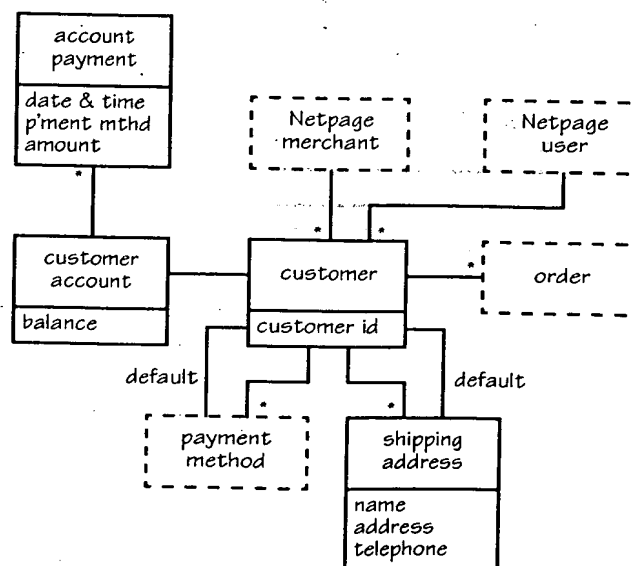 account
payment
date & time
p'ment mthd
amount
*
Netpage
merchant
Netpage
user
*
*
customer
account
balance
customer
customer id
*
order
default
default
*
*
payment
method
shipping
address
name
address
telephone